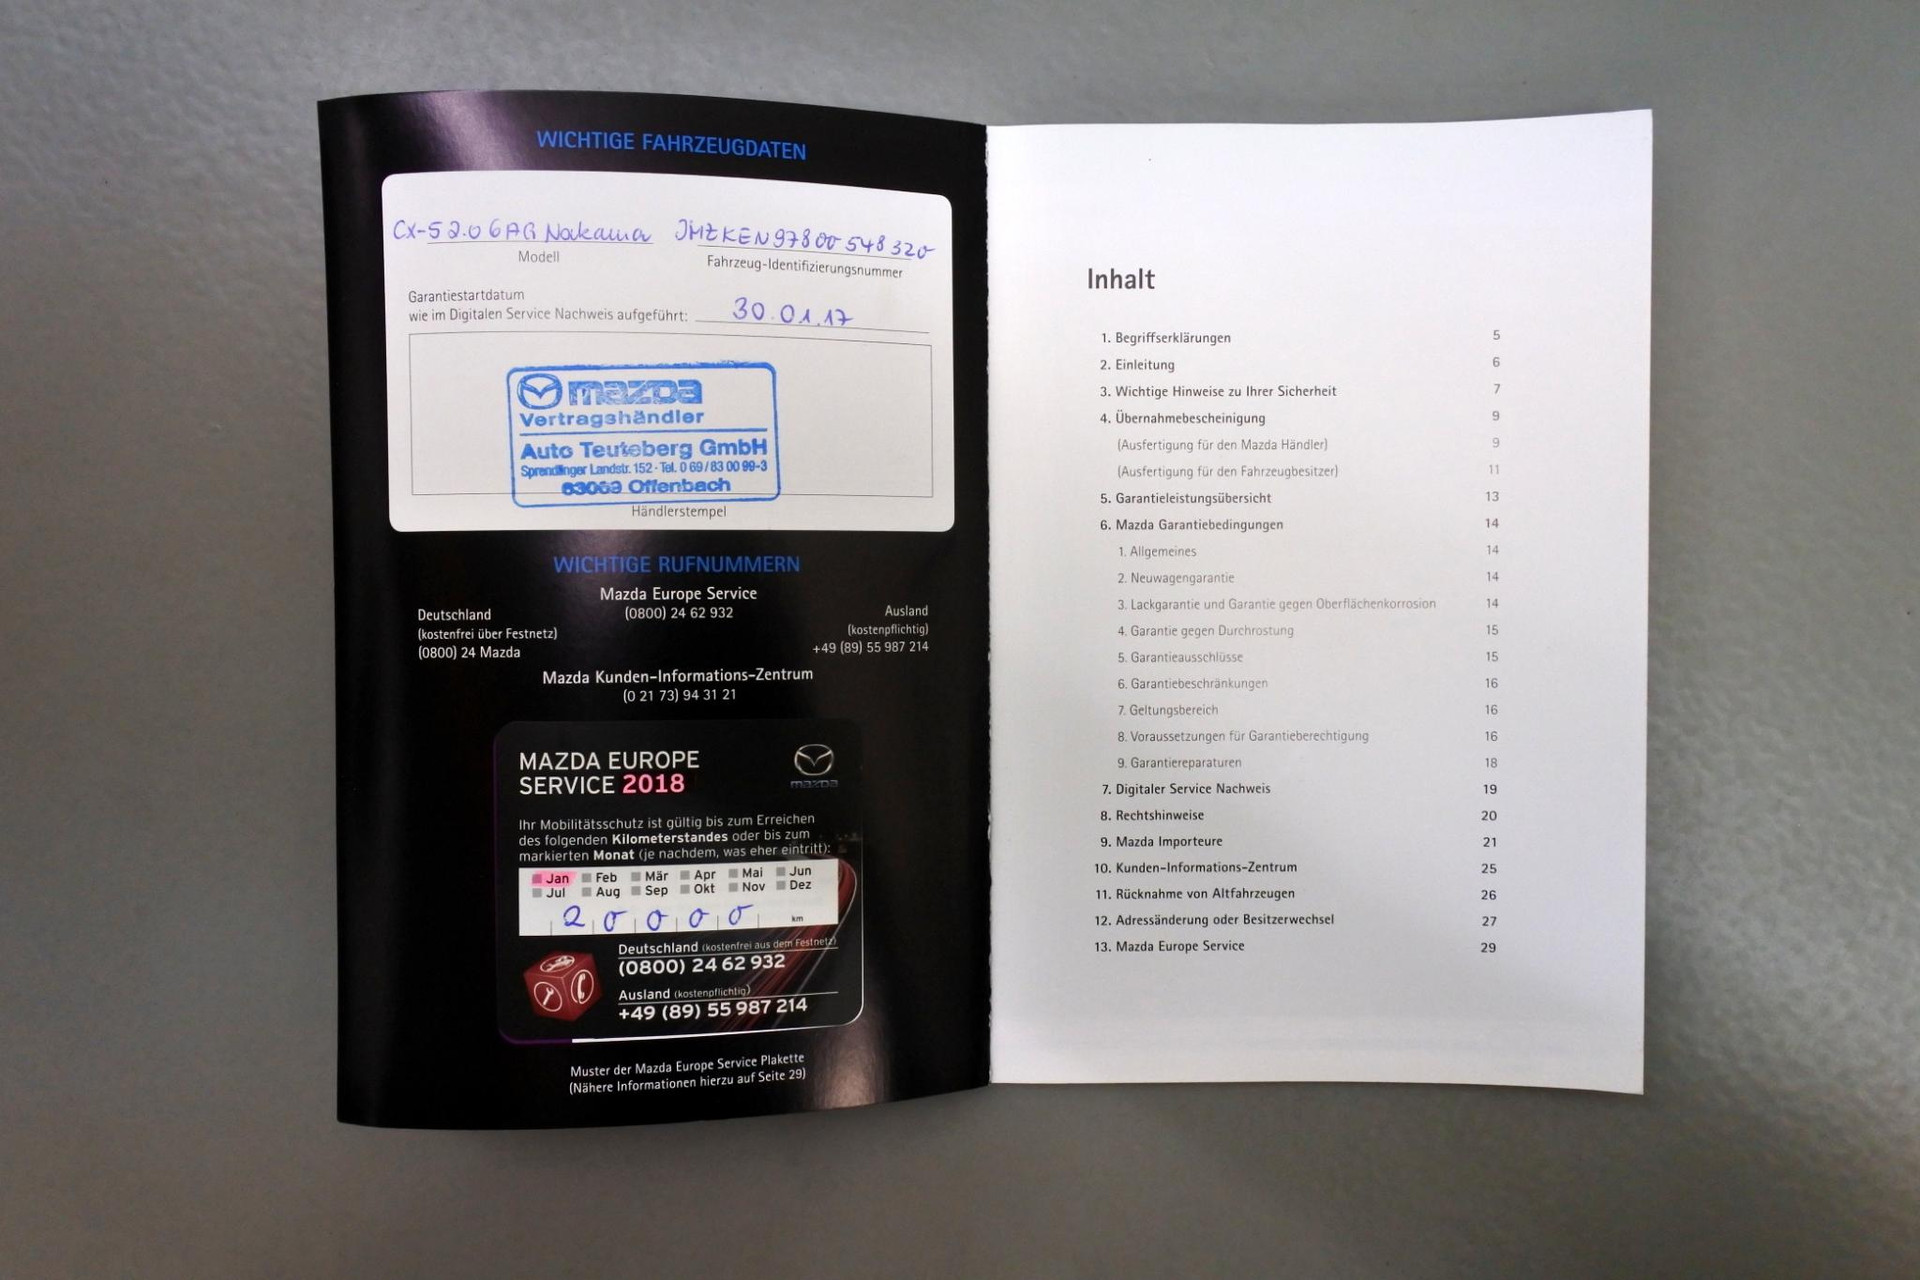 WICHTIGE FAHRZEUGDATEN
CX-5 2.0 6AG Nakama JMZKEN97800548320
Modell Fahrzeug-Identifizierungsnummer
Garantiestartdatum
wie im Digitalen Service Nachweis aufgeführt: 30.01.17
mazda
Vertragshändler
Auto Teuteberg GmbH
Sprendlinger Landstr. 152 · Tel. 0 69 / 83 00 99-3
63069 Offenbach
Händlerstempel
WICHTIGE RUFNUMMERN
Mazda Europe Service
(0800) 24 62 932
Deutschland
(kostenfrei über Festnetz)
(0800) 24 Mazda
Ausland
(kostenpflichtig)
+49 (89) 55 987 214
Mazda Kunden-Informations-Zentrum
(0 21 73) 94 31 21
MAZDA EUROPE
SERVICE 2018
mazda
Ihr Mobilitätsschutz ist gültig bis zum Erreichen
des folgenden Kilometerstandes oder bis zum
markierten Monat (je nachdem, was eher eintritt):
Jan Feb Mär Apr Mai Jun
Jul Aug Sep Okt Nov Dez
20000 km
Deutschland (kostenfrei aus dem Festnetz)
(0800) 24 62 932
Ausland (kostenpflichtig)
+49 (89) 55 987 214
Muster der Mazda Europe Service Plakette
(Nähere Informationen hierzu auf Seite 29)
Inhalt
1. Begriffserklärungen 5
2. Einleitung 6
3. Wichtige Hinweise zu Ihrer Sicherheit 7
4. Übernahmebescheinigung 9
(Ausfertigung für den Mazda Händler) 9
(Ausfertigung für den Fahrzeugbesitzer) 11
5. Garantieleistungsübersicht 13
6. Mazda Garantiebedingungen 14
1. Allgemeines 14
2. Neuwagengarantie 14
3. Lackgarantie und Garantie gegen Oberflächenkorrosion 14
4. Garantie gegen Durchrostung 15
5. Garantieausschlüsse 15
6. Garantiebeschränkungen 16
7. Geltungsbereich 16
8. Voraussetzungen für Garantieberechtigung 16
9. Garantiereparaturen 18
7. Digitaler Service Nachweis 19
8. Rechtshinweise 20
9. Mazda Importeure 21
10. Kunden-Informations-Zentrum 25
11. Rücknahme von Altfahrzeugen 26
12. Adressänderung oder Besitzerwechsel 27
13. Mazda Europe Service 29